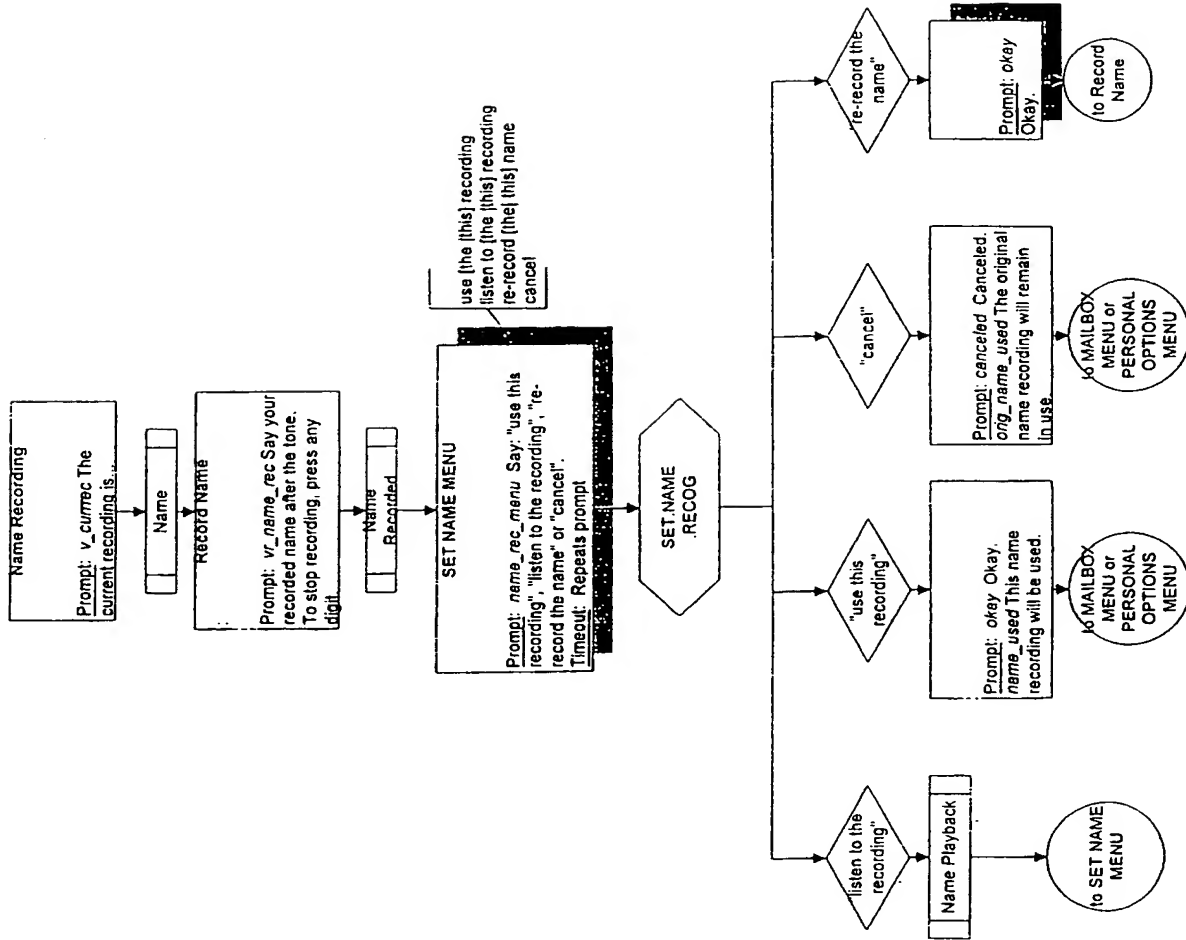 Name Recording
Prompt: v_currec The
current recording is...
Name
Record Name
Prompt: vr_name_rec Say your
recorded name after the tone.
To stop recording, press any
digit.
Name
Recorded
SET NAME MENU
Prompt: name_rec_menu Say: "use this
recording", "listen to the recording", "re-
record the name" or "cancel".
Timeout: Repeats prompt
use [the |this] recording
listen to [the |this] recording
re-record [the| this] name
cancel
SET.NAME
.RECOG
"listen to the
recording"
Name Playback
to SET NAME
MENU
"use this
recording"
Prompt: okay Okay.
name_used This name
recording will be used.
to MAILBOX
MENU or
PERSONAL
OPTIONS
MENU
"cancel"
Prompt: canceled Canceled.
orig_name_used The original
name recording will remain
in use.
to MAILBOX
MENU or
PERSONAL
OPTIONS
MENU
"re-record the
name"
Prompt: okay
Okay.
to Record
Name